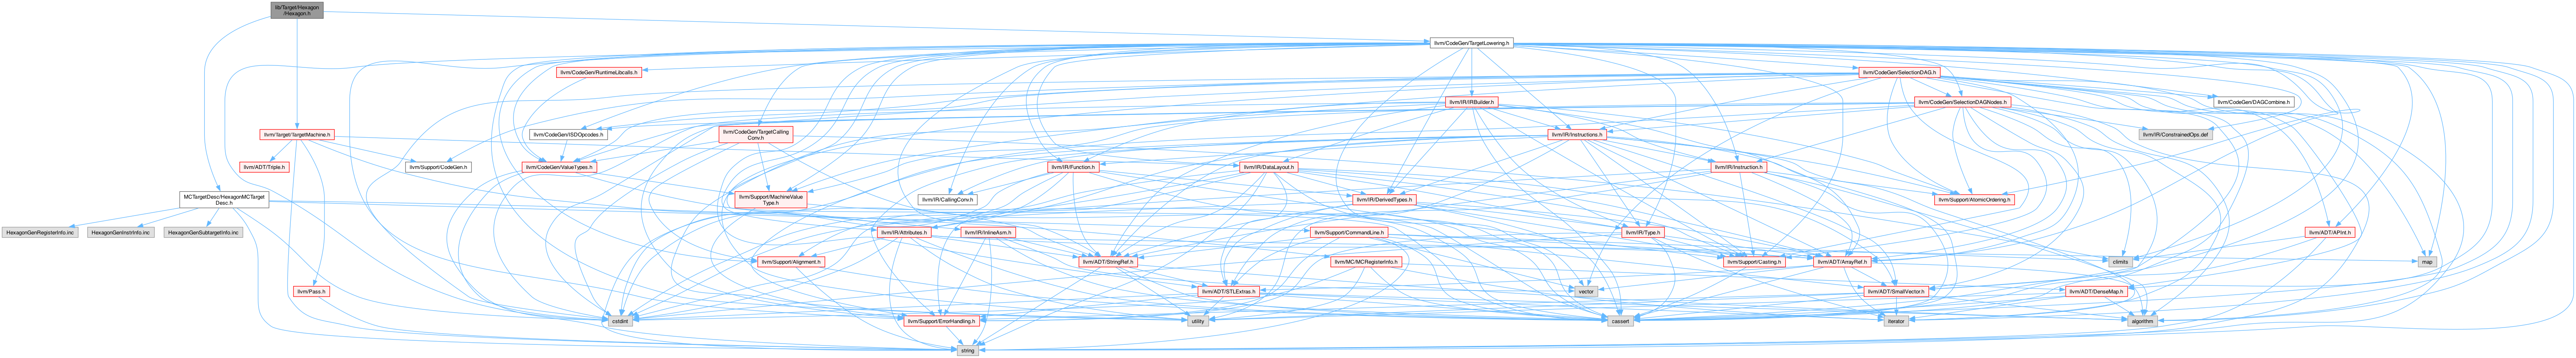 lib/Target/Hexagon
/Hexagon.h
llvm/CodeGen/TargetLowering.h
llvm/CodeGen/RuntimeLibcalls.h
llvm/CodeGen/SelectionDAG.h
llvm/IR/IRBuilder.h
llvm/CodeGen/SelectionDAGNodes.h
llvm/CodeGen/DAGCombine.h
llvm/Target/TargetMachine.h
llvm/CodeGen/ISDOpcodes.h
llvm/CodeGen/TargetCalling
Conv.h
llvm/IR/Instructions.h
llvm/IR/ConstrainedOps.def
llvm/ADT/Triple.h
llvm/Support/CodeGen.h
llvm/CodeGen/ValueTypes.h
llvm/IR/Function.h
llvm/IR/DataLayout.h
llvm/IR/Instruction.h
MCTargetDesc/HexagonMCTarget
Desc.h
llvm/Support/MachineValue
Type.h
llvm/IR/CallingConv.h
llvm/IR/DerivedTypes.h
llvm/Support/AtomicOrdering.h
HexagonGenRegisterInfo.inc
HexagonGenInstrInfo.inc
HexagonGenSubtargetInfo.inc
llvm/IR/Attributes.h
llvm/IR/InlineAsm.h
llvm/Support/CommandLine.h
llvm/IR/Type.h
llvm/ADT/APInt.h
llvm/Support/Alignment.h
llvm/ADT/StringRef.h
llvm/MC/MCRegisterInfo.h
llvm/Support/Casting.h
llvm/ADT/ArrayRef.h
climits
map
llvm/Pass.h
llvm/ADT/STLExtras.h
vector
llvm/ADT/SmallVector.h
llvm/ADT/DenseMap.h
cstdint
llvm/Support/ErrorHandling.h
utility
cassert
iterator
algorithm
string